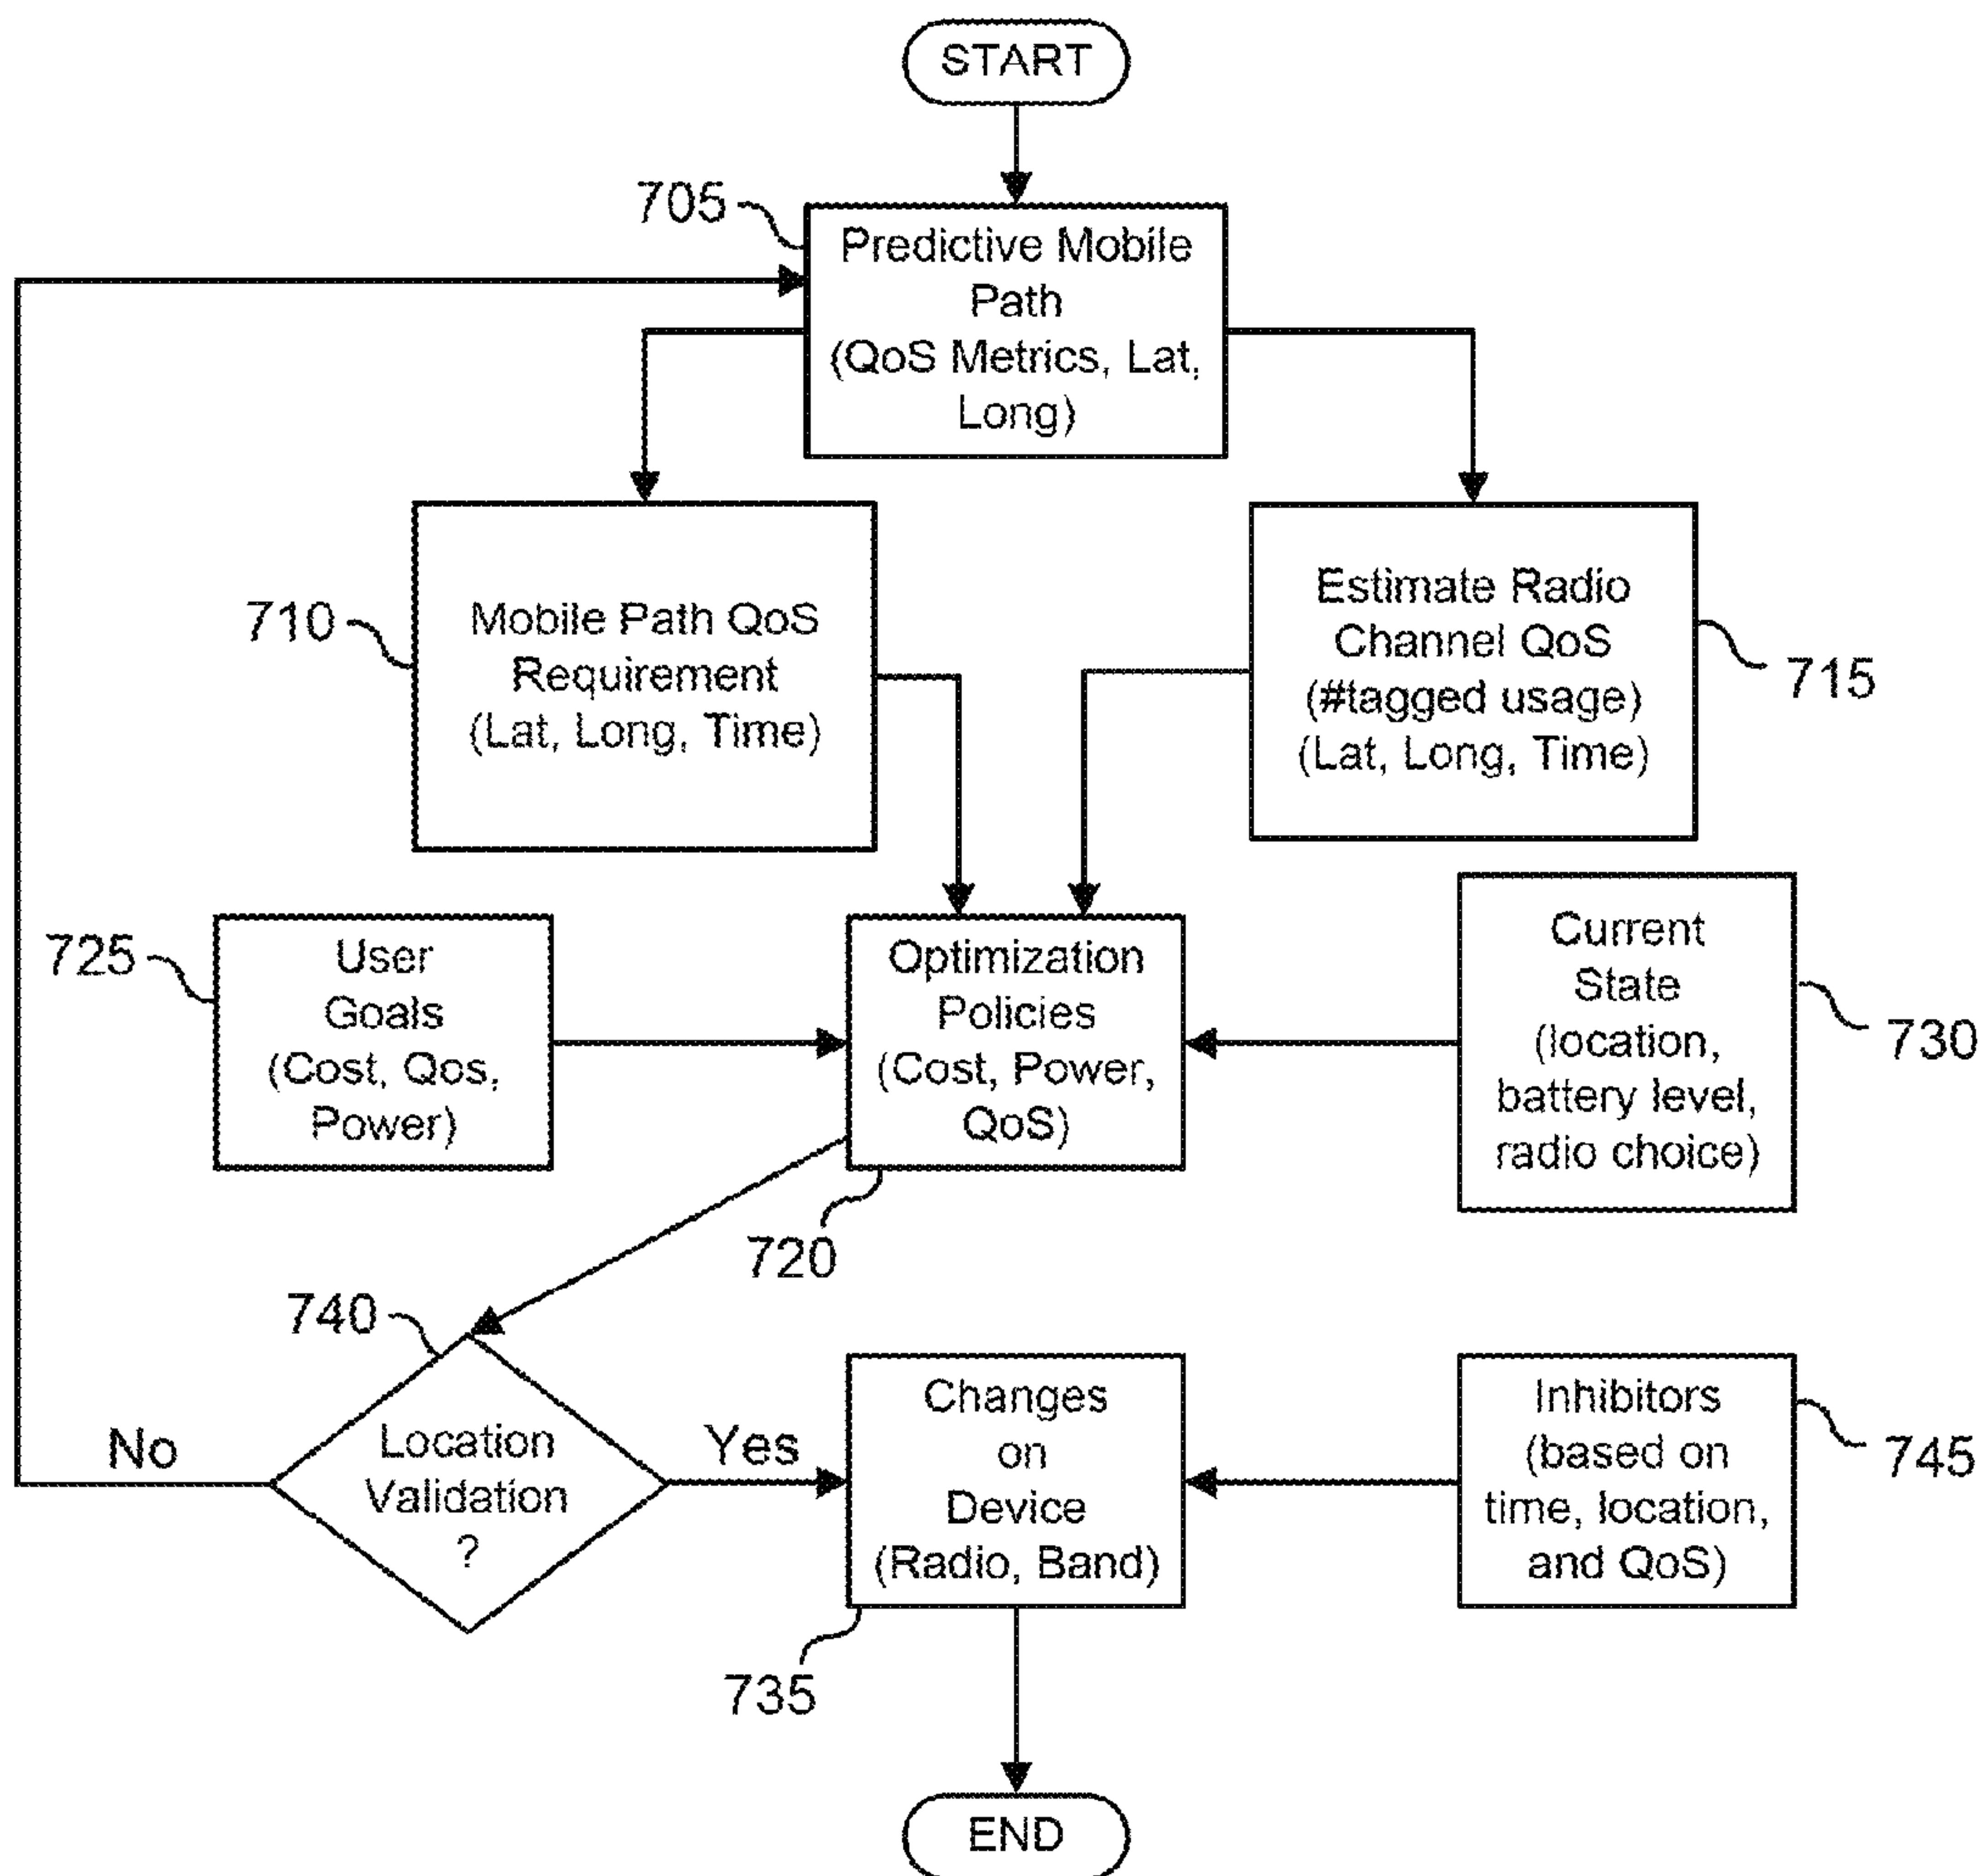 START
705
Predictive Mobile
Path
(QoS Metrics, Lat,
Long)
710
Mobile Path QoS
Requirement
(Lat, Long, Time)
Estimate Radio
Channel QoS
(#tagged usage)
(Lat, Long, Time)
715
725
User
Goals
(Cost, Qos,
Power)
Optimization
Policies
(Cost, Power,
QoS)
720
Current
State
(location,
battery level,
radio choice)
730
740
Location
Validation
?
No
Yes
Changes
on
Device
(Radio, Band)
735
Inhibitors
(based on
time, location,
and QoS)
745
END